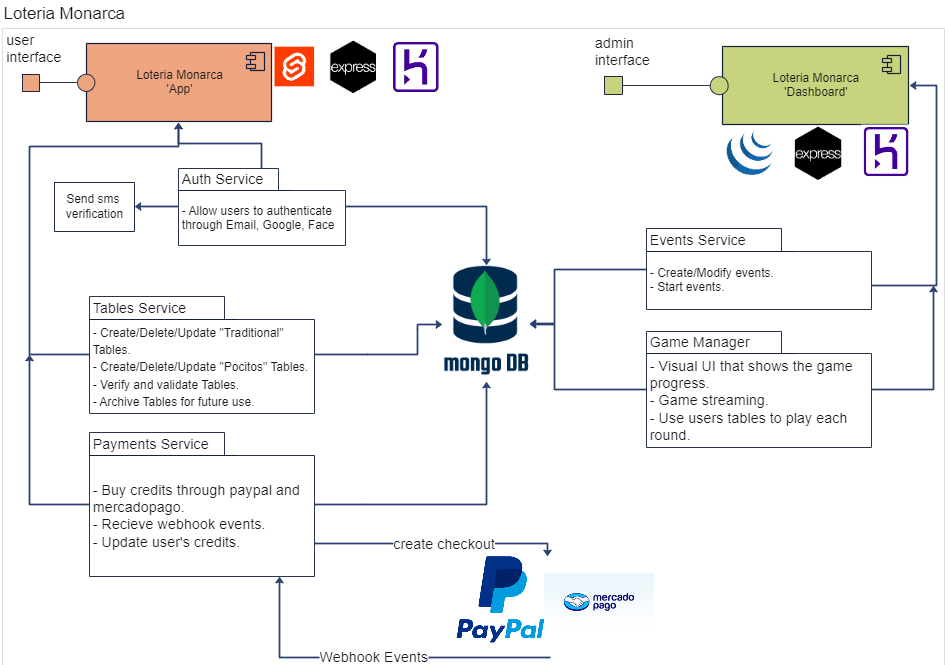 Loteria Monarca
user
interface
Loteria Monarca
'App'
express
admin
interface
Loteria Monarca
'Dashboard'
express
Auth Service
- Allow users to authenticate
through Email, Google, Face
Send sms
verification
Events Service
- Create/Modify events.
- Start events.
Tables Service
- Create/Delete/Update "Traditional"
Tables.
- Create/Delete/Update "Pocitos" Tables.
- Verify and validate Tables.
- Archive Tables for future use.
mongo DB
Game Manager
- Visual UI that shows the game
progress.
- Game streaming.
- Use users tables to play each
round.
Payments Service
- Buy credits through paypal and
mercadopago.
- Recieve webhook events.
- Update user's credits.
create checkout
PayPal
mercado
pago
Webhook Events